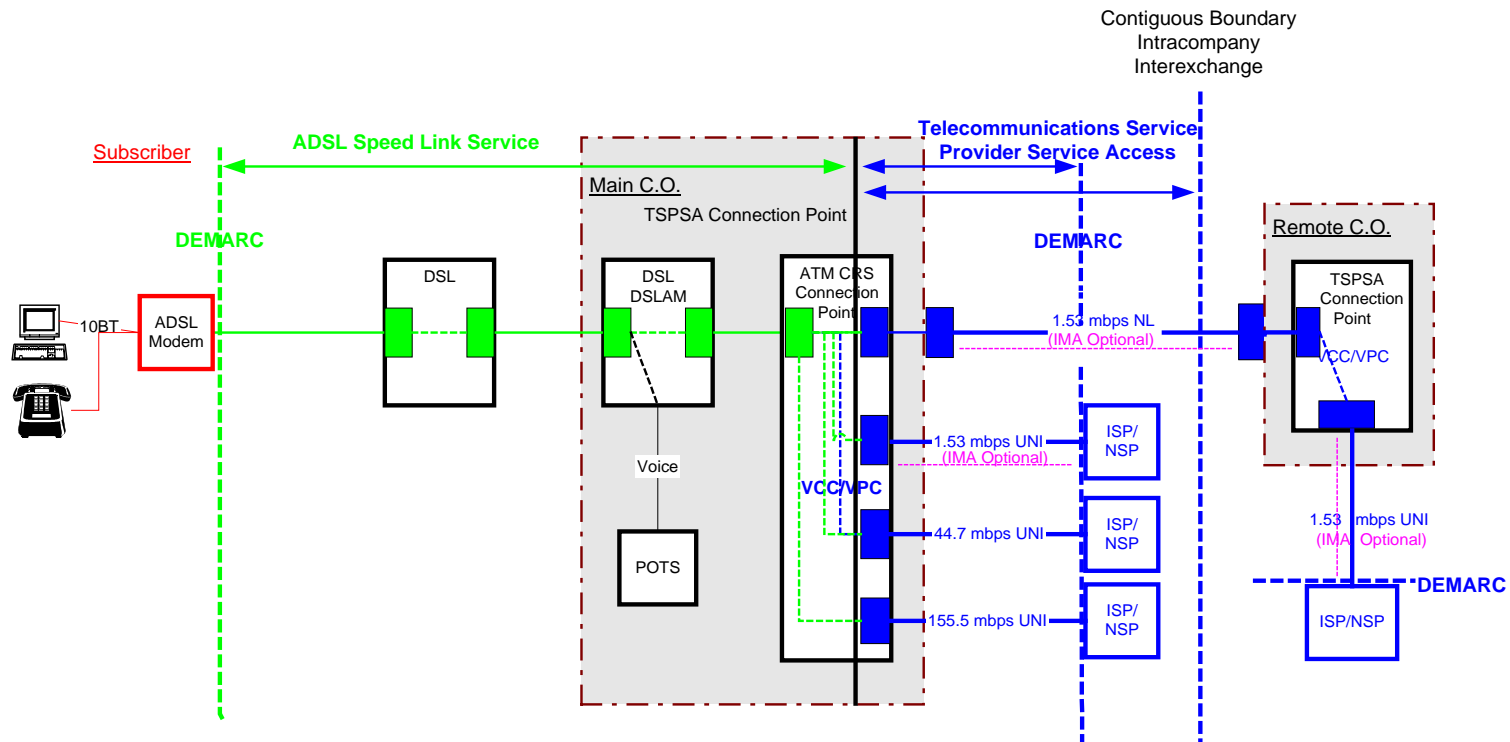 Contiguous Boundary
Intracompany
Interexchange
Subscriber
ADSL Speed Link Service
Telecommunications Service
Provider Service Access
Main C.O.
TSPSA Connection Point
DEMARC
DEMARC
Remote C.O.
DSL
DSL
DSLAM
ATM CRS
Connection
Point
TSPSA
Connection
Point
10BT
ADSL
Modem
1.53 mbps NL
(IMA Optional)
VCC/VPC
1.53 mbps UNI
(IMA Optional)
ISP/
NSP
Voice
VCC/VPC
44.7 mbps UNI
ISP/
NSP
1.53 mbps UNI
(IMA Optional)
POTS
DEMARC
155.5 mbps UNI
ISP/
NSP
ISP/NSP